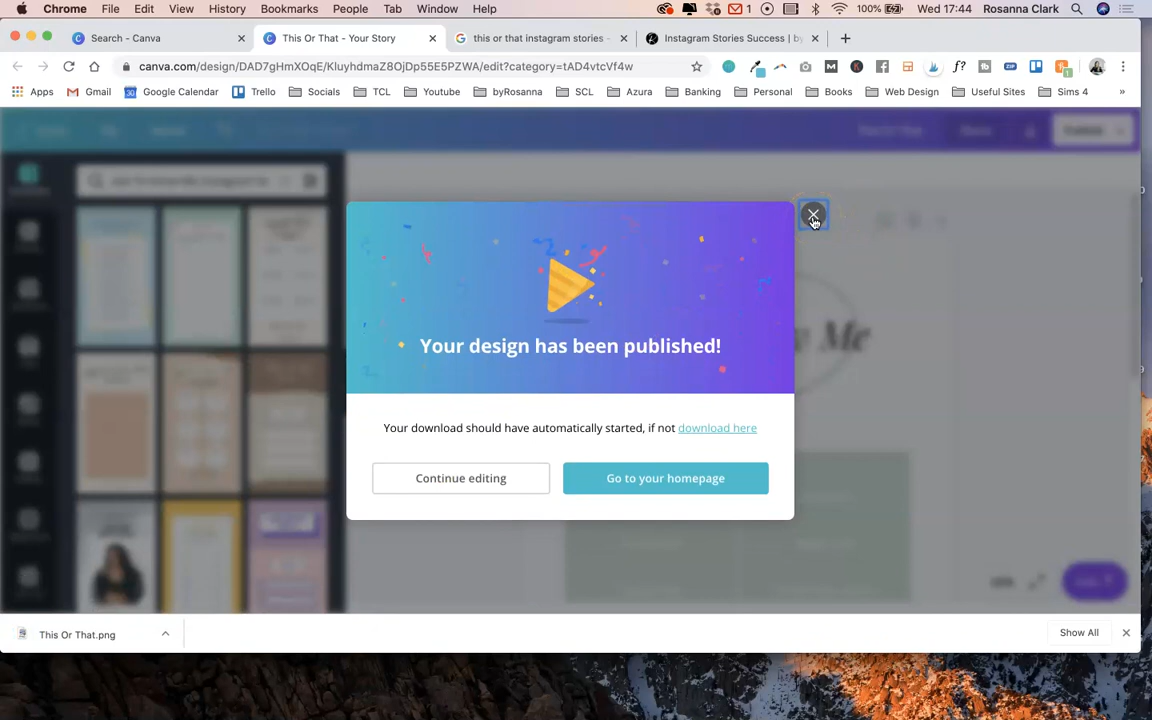 Chrome File Edit View History Bookmarks People Tab Window Help 1 100% Wed 17:44 Rosanna Clark
Search - Canva This Or That - Your Story this or that instagram stories - Instagram Stories Success | by
canva.com/design/DAD7gHmXOqE/KluyhdmaZ8OjDp55E5PZWA/edit?category=tAD4vtcVf4w
Apps Gmail Google Calendar Trello Socials TCL Youtube byRosanna SCL Azura Banking Personal Books Web Design Useful Sites Sims 4 »
Me
Your design has been published!
Your download should have automatically started, if not download here
Continue editing Go to your homepage
This Or That.png Show All